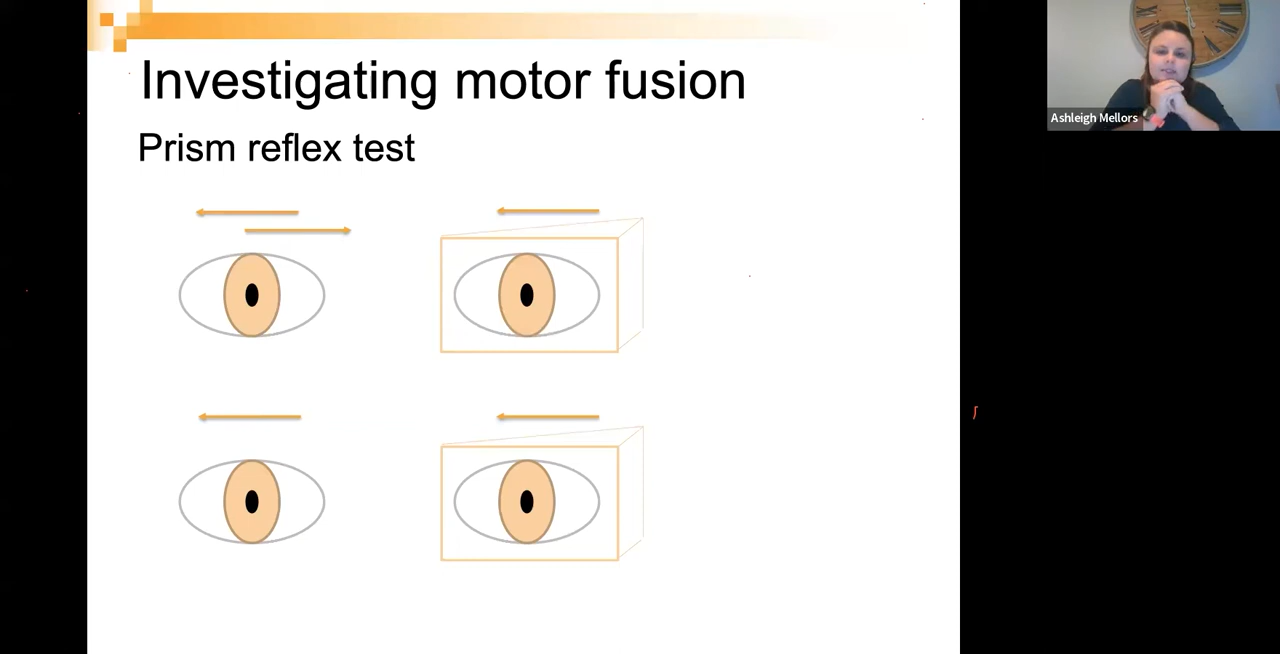 Investigating motor fusion
Prism reflex test
Ashleigh Mellors